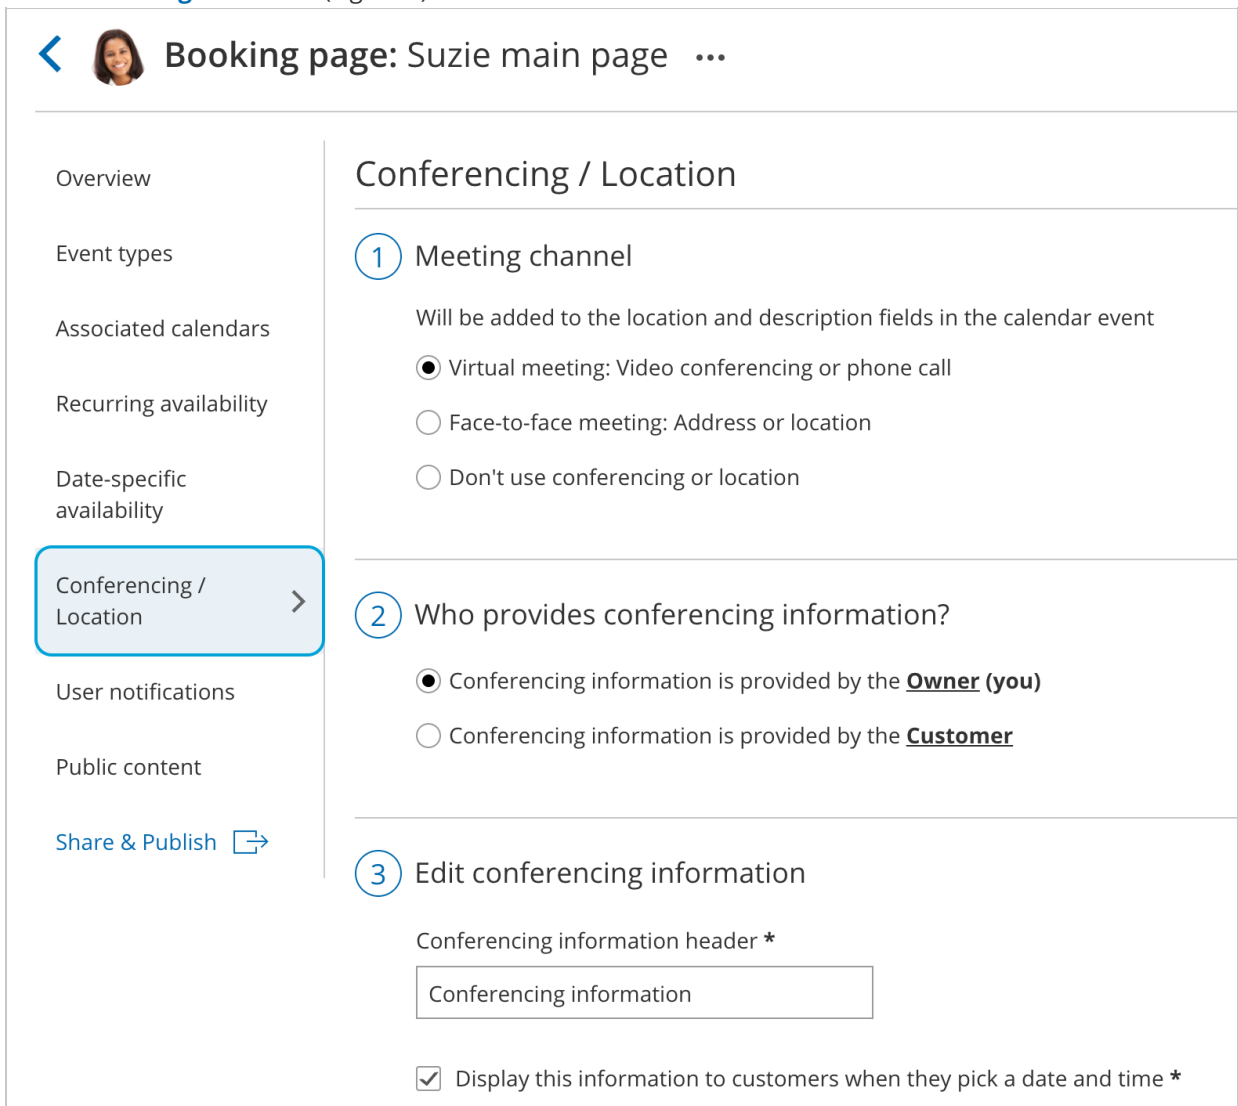 Booking page: Suzie main page
Overview
Event types
Associated calendars
Recurring availability
Date-specific
availability
Conferencing /
Location
User notifications
Public content
Share & Publish
Conferencing / Location
1 Meeting channel
Will be added to the location and description fields in the calendar event
Virtual meeting: Video conferencing or phone call
Face-to-face meeting: Address or location
Don't use conferencing or location
2 Who provides conferencing information?
Conferencing information is provided by the Owner (you)
Conferencing information is provided by the Customer
3 Edit conferencing information
Conferencing information header *
Conferencing information
Display this information to customers when they pick a date and time *